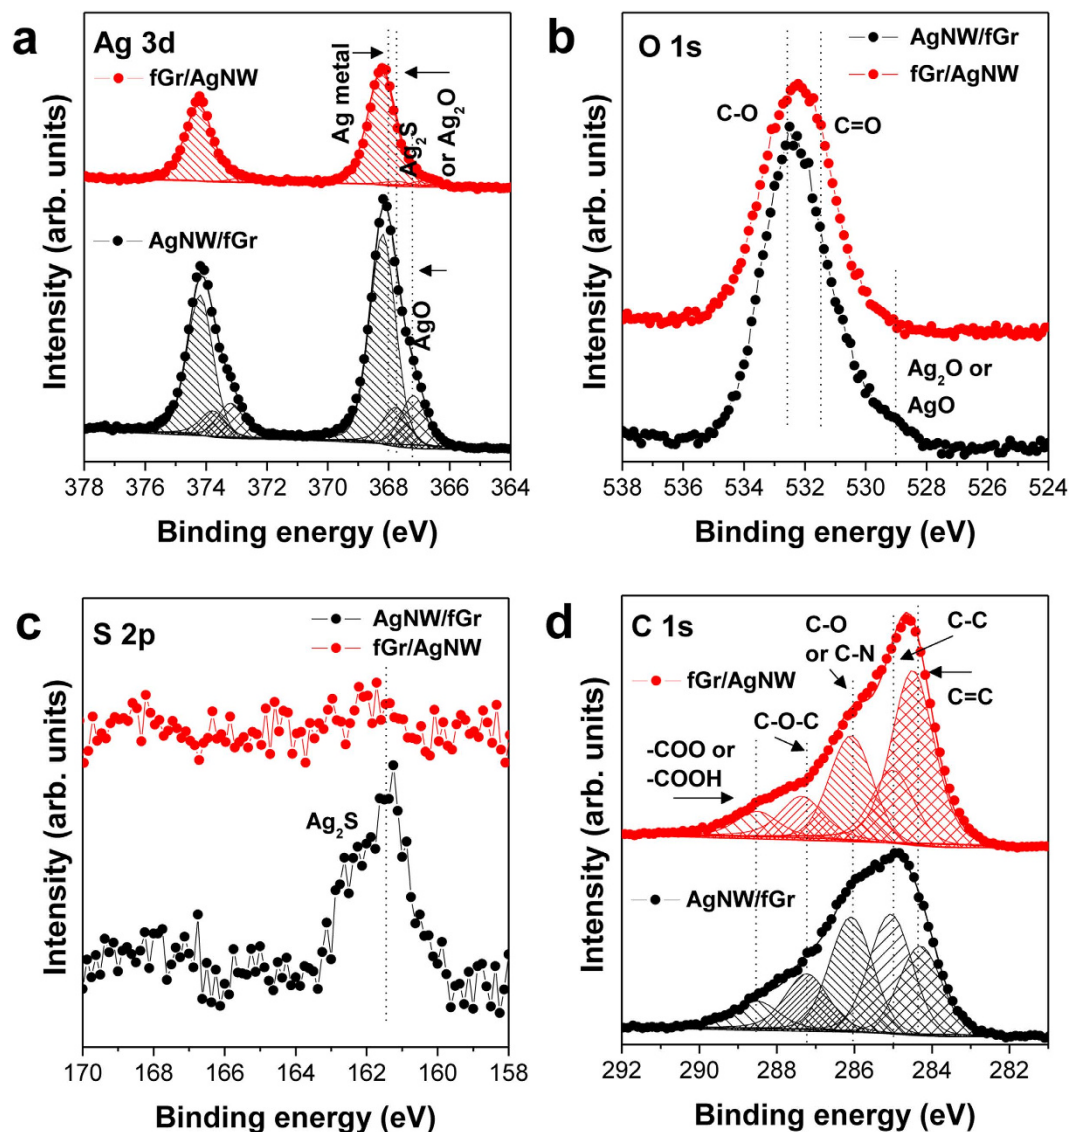 a
Ag 3d
fGr/AgNW
Ag metal
Ag₂S
or Ag₂O
AgNW/fGr
AgO
Intensity (arb. units)
378 376 374 372 370 368 366 364
Binding energy (eV)
b
O 1s
AgNW/fGr
fGr/AgNW
C-O
C=O
Ag₂O or
AgO
Intensity (arb. units)
538 536 534 532 530 528 526 524
Binding energy (eV)
c
S 2p
AgNW/fGr
fGr/AgNW
Ag₂S
Intensity (arb. units)
170 168 166 164 162 160 158
Binding energy (eV)
d
C 1s
C-O
or C-N
C-C
fGr/AgNW
C=C
C-O-C
-COO or
-COOH
AgNW/fGr
Intensity (arb. units)
292 290 288 286 284 282
Binding energy (eV)